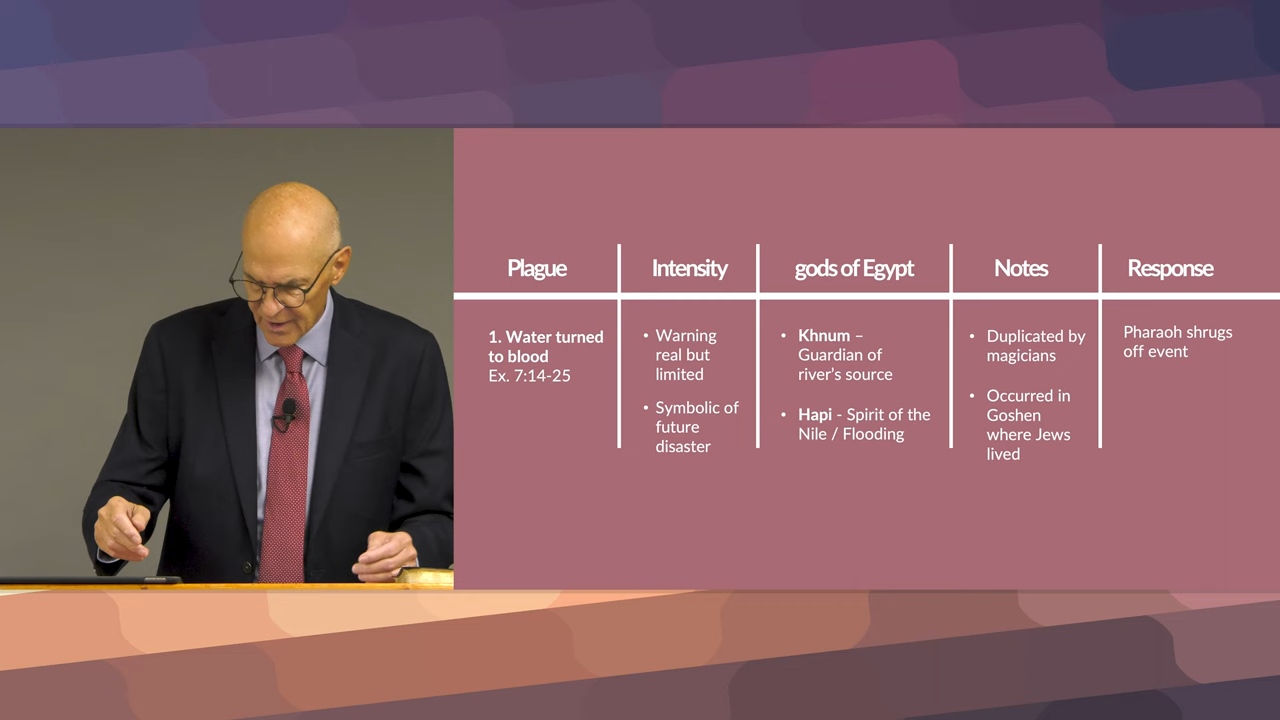 Plague
Intensity
gods of Egypt
Notes
Response
1. Water turned
to blood
Ex. 7:14-25
• Warning
real but
limited
• Symbolic of
future
disaster
• Khnum –
Guardian of
river's source
• Hapi - Spirit of the
Nile / Flooding
• Duplicated by
magicians
• Occurred in
Goshen
where Jews
lived
Pharaoh shrugs
off event